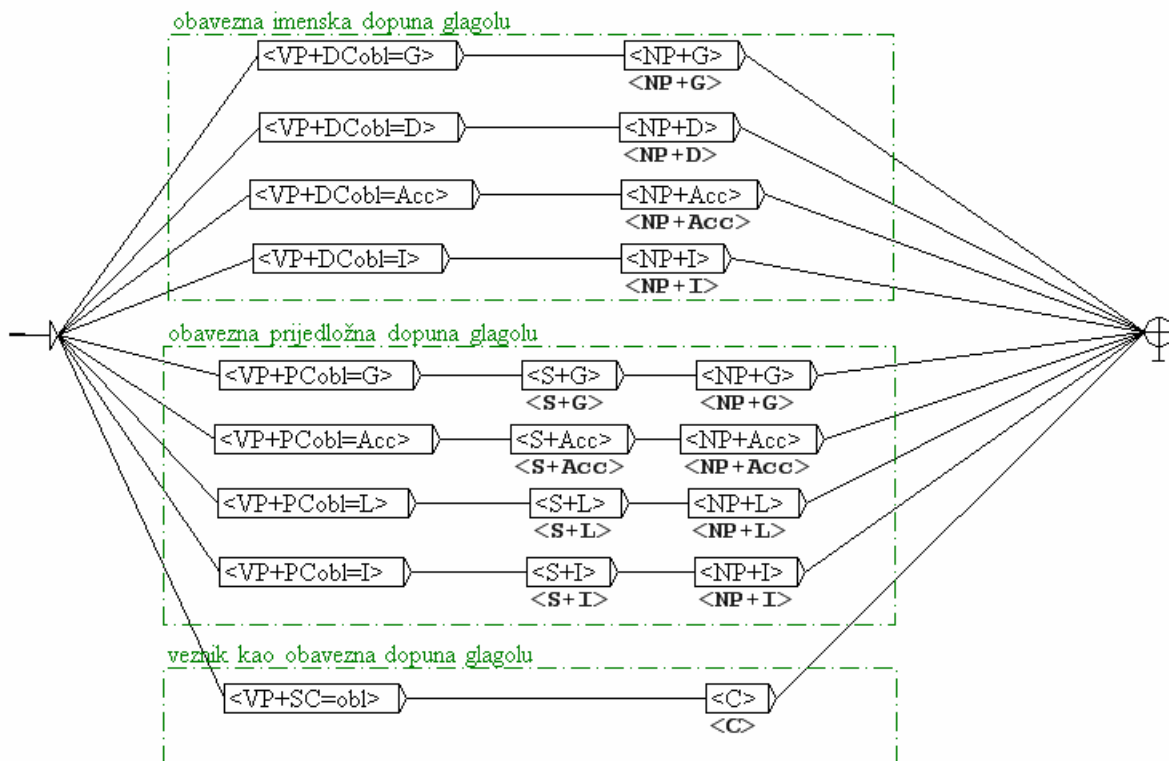 obavezna imenska dopuna glagolu
<VP+DCobl=G> <NP+G>
<NP+G>
<VP+DCobl=D> <NP+D>
<NP+D>
<VP+DCobl=Acc> <NP+Acc>
<NP+Acc>
<VP+DCobl=I> <NP+I>
<NP+I>
obavezna prijedložna dopuna glagolu
<VP+PCobl=G> <S+G> <NP+G>
<S+G> <NP+G>
<VP+PCobl=Acc> <S+Acc> <NP+Acc>
<S+Acc> <NP+Acc>
<VP+PCobl=L> <S+L> <NP+L>
<S+L> <NP+L>
<VP+PCobl=I> <S+I> <NP+I>
<S+I> <NP+I>
veznik kao obavezna dopuna glagolu
<VP+SC=obl> <C>
<C>